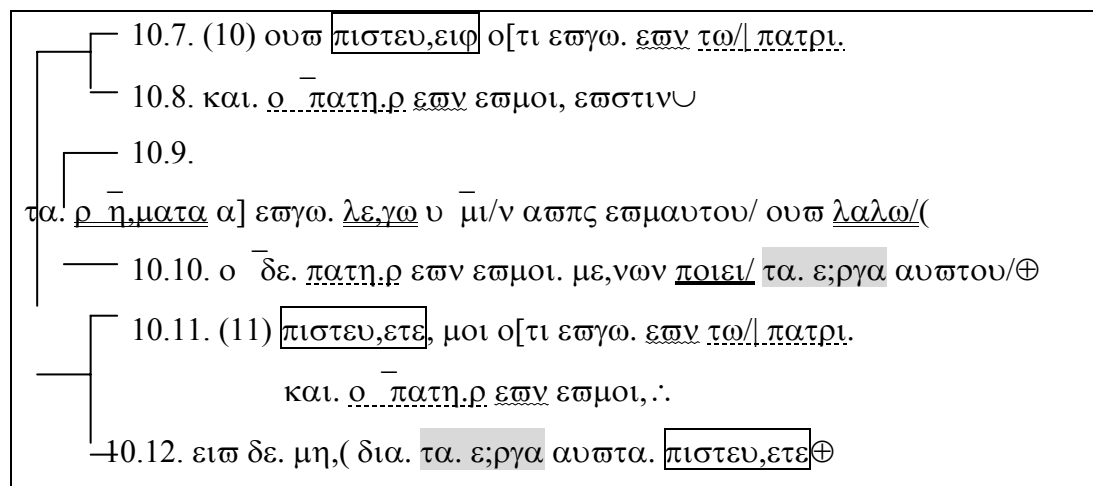 10.7. (10) ουϖ πιστευ,ειφ ο[τι εϖγω. εϖν τω/| πατρι.
10.8. και. ο ̅πατη.ρ εϖν εϖμοι, εϖστιν∪
10.9.
τα. ρ ̅η,ματα α] εϖγω. λε,γω υ ̅μι/ν αϖπς εϖμαυτου/ ουϖ λαλω/(
10.10. ο ̅δε. πατη.ρ εϖν εϖμοι. με,νων ποιει/ τα. ε;ργα αυϖτου/⊕
10.11. (11) πιστευ,ετε, μοι ο[τι εϖγω. εϖν τω/| πατρι.
και. ο ̅πατη.ρ εϖν εϖμοι,∴
10.12. ειϖ δε. μη,( δια. τα. ε;ργα αυϖτα. πιστευ,ετε⊕